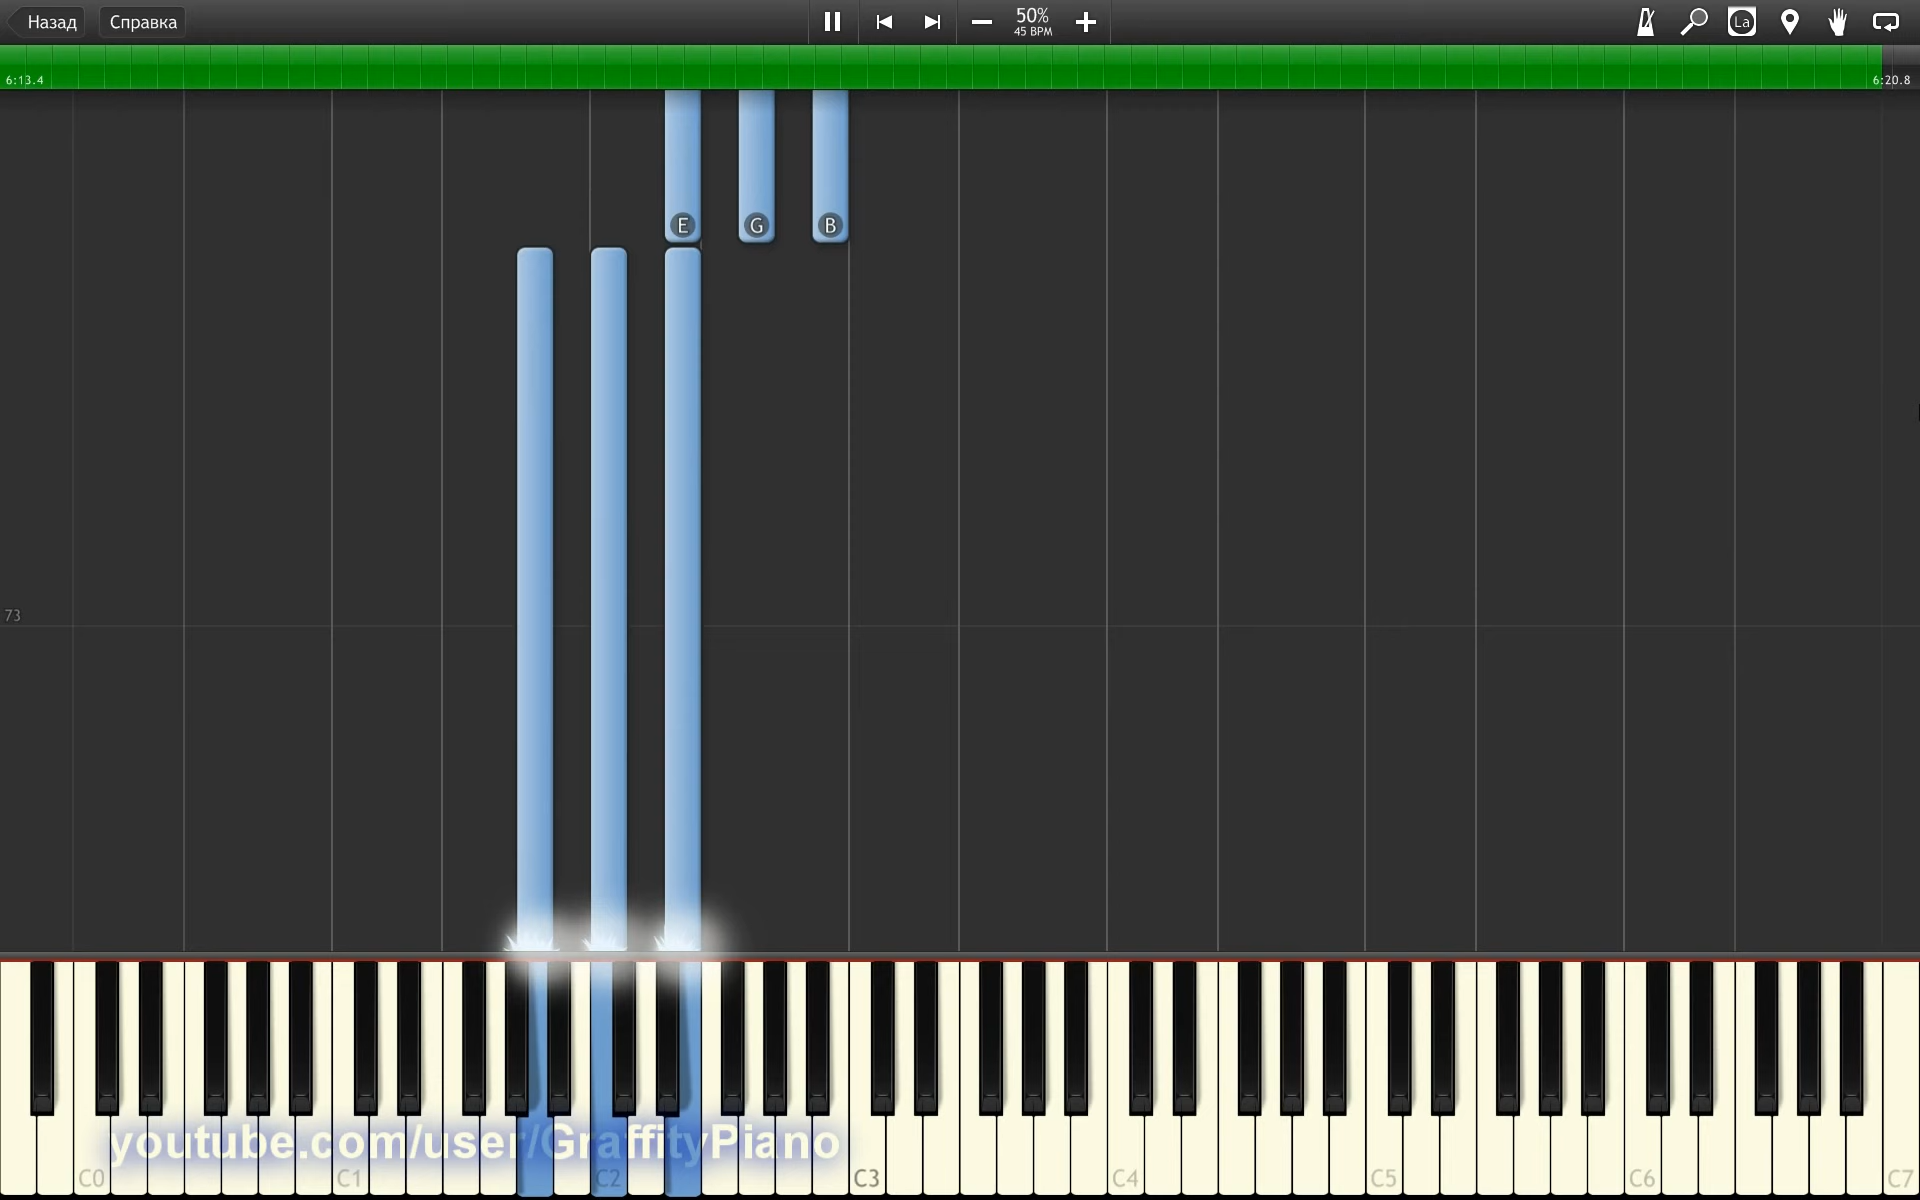 Назад Справка 50% La
45 BPM
6:13.4 6:20.8
E G B
73
youtube.com/user/GraffityPiano
C0 C1 C2 C3 C4 C5 C6 C7